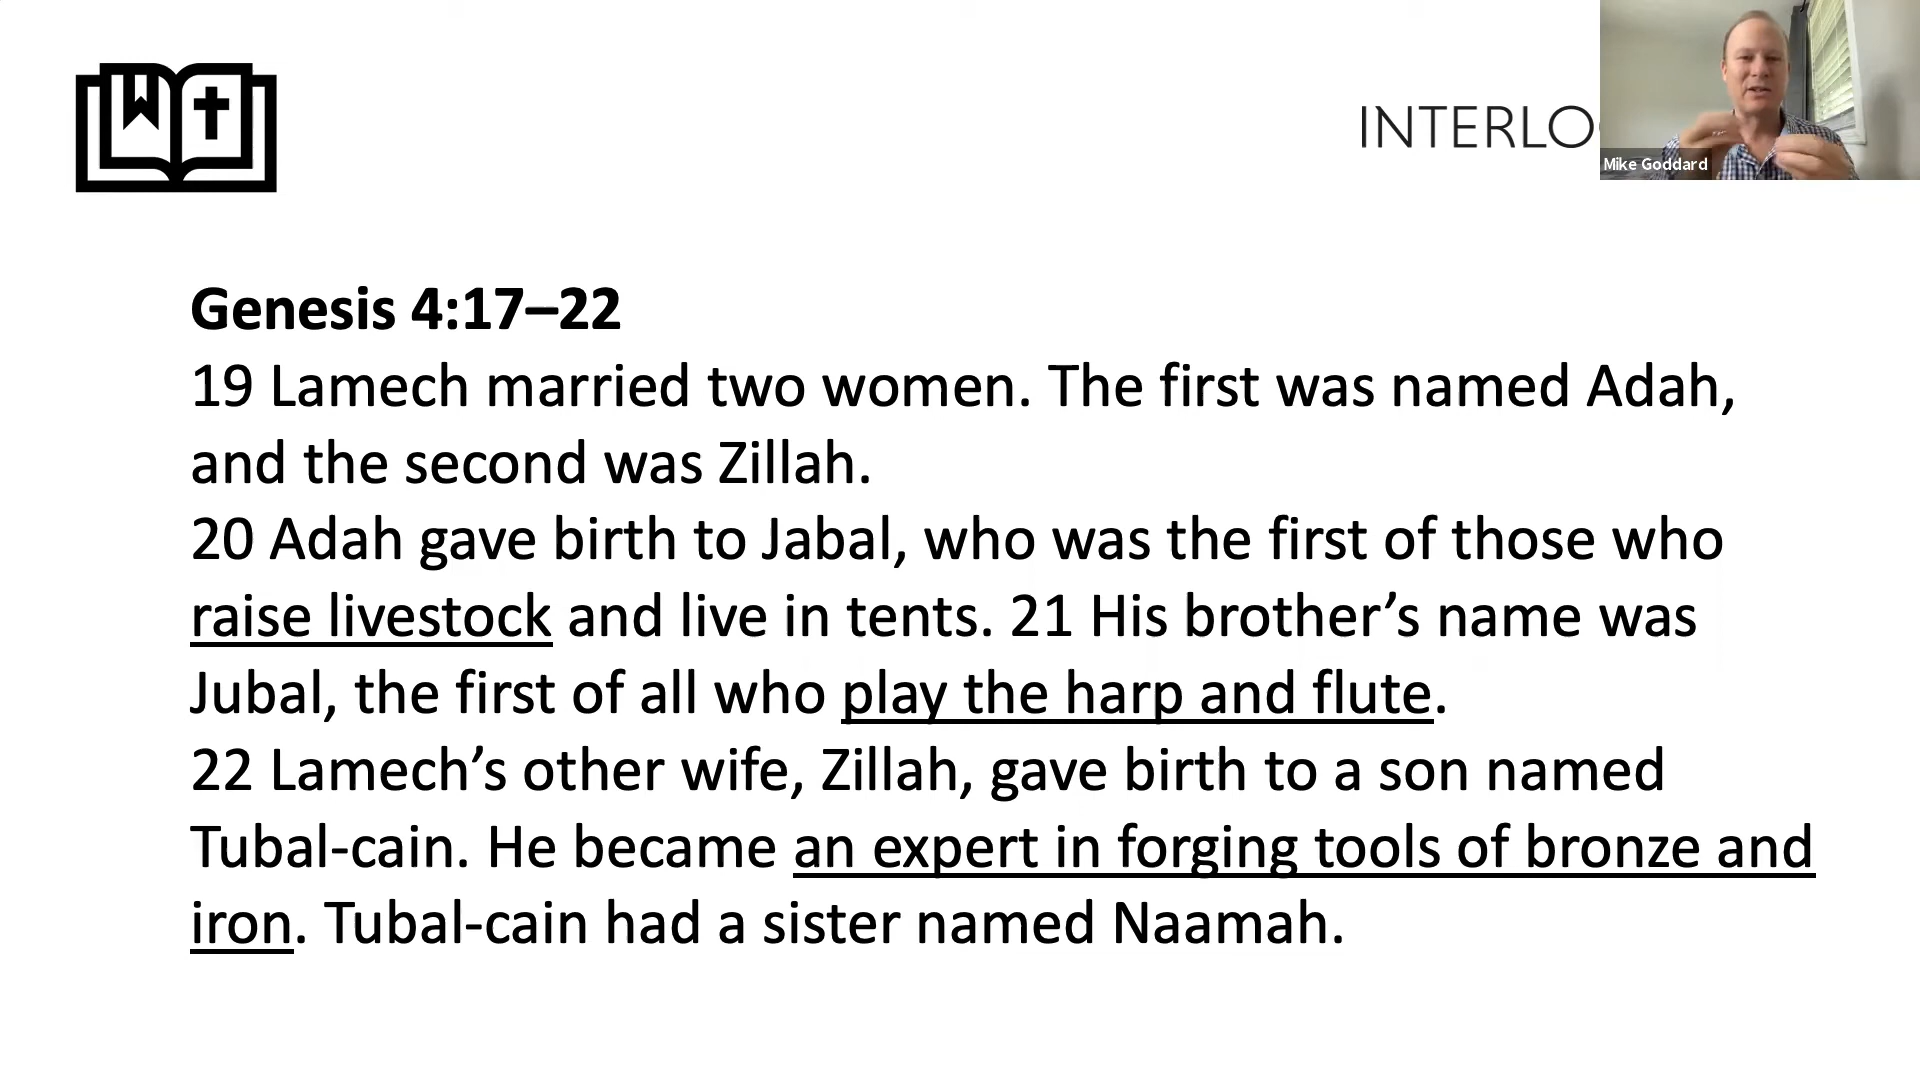 INTERLO
Mike Goddard
Genesis 4:17–22
19 Lamech married two women. The first was named Adah,
and the second was Zillah.
20 Adah gave birth to Jabal, who was the first of those who
raise livestock and live in tents. 21 His brother’s name was
Jubal, the first of all who play the harp and flute.
22 Lamech’s other wife, Zillah, gave birth to a son named
Tubal-cain. He became an expert in forging tools of bronze and
iron. Tubal-cain had a sister named Naamah.